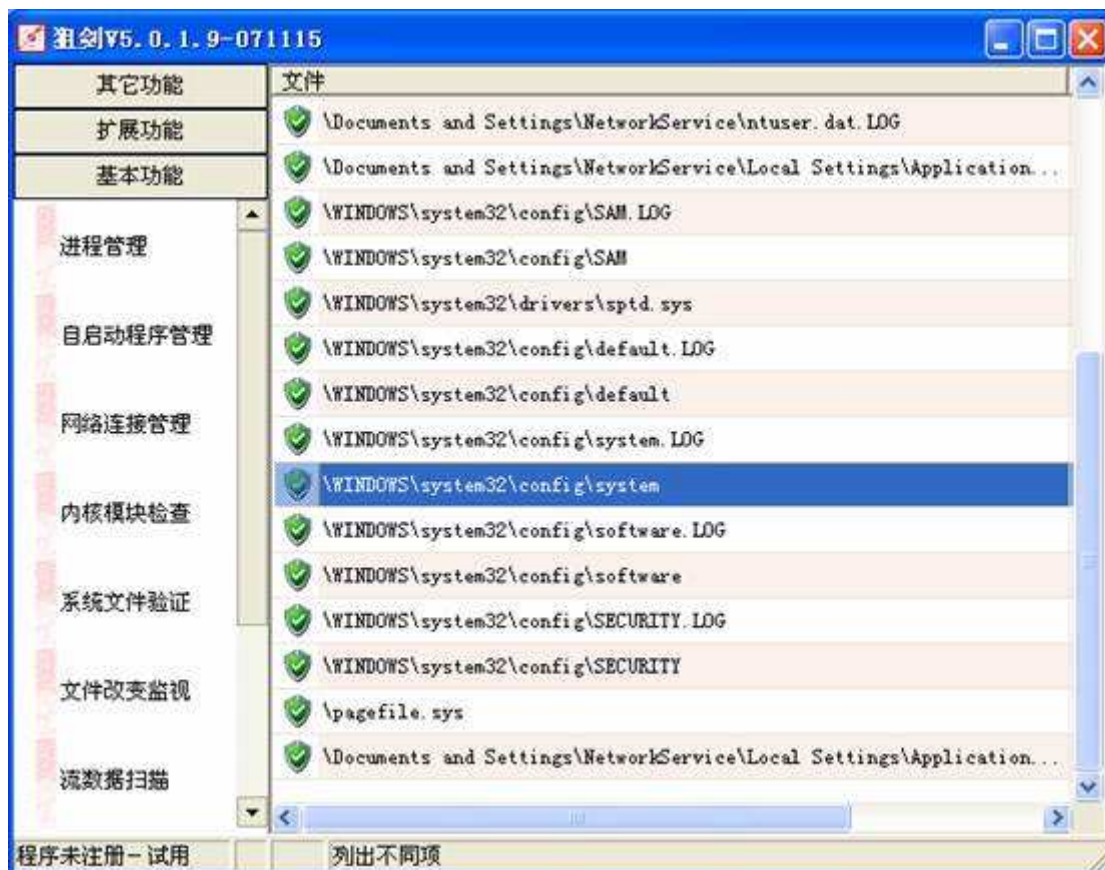 狙剑V5.0.1.9-071115
其它功能
扩展功能
基本功能
进程管理
自启动程序管理
网络连接管理
内核模块检查
系统文件验证
文件改变监视
流数据扫描
文件
\Documents and Settings\NetworkService\ntuser.dat.LOG
\Documents and Settings\NetworkService\Local Settings\Application...
\WINDOWS\system32\config\SAM.LOG
\WINDOWS\system32\config\SAM
\WINDOWS\system32\drivers\sptd.sys
\WINDOWS\system32\config\default.LOG
\WINDOWS\system32\config\default
\WINDOWS\system32\config\system.LOG
\WINDOWS\system32\config\system
\WINDOWS\system32\config\software.LOG
\WINDOWS\system32\config\software
\WINDOWS\system32\config\SECURITY.LOG
\WINDOWS\system32\config\SECURITY
\pagefile.sys
\Documents and Settings\NetworkService\Local Settings\Application...
程序未注册－试用
列出不同项